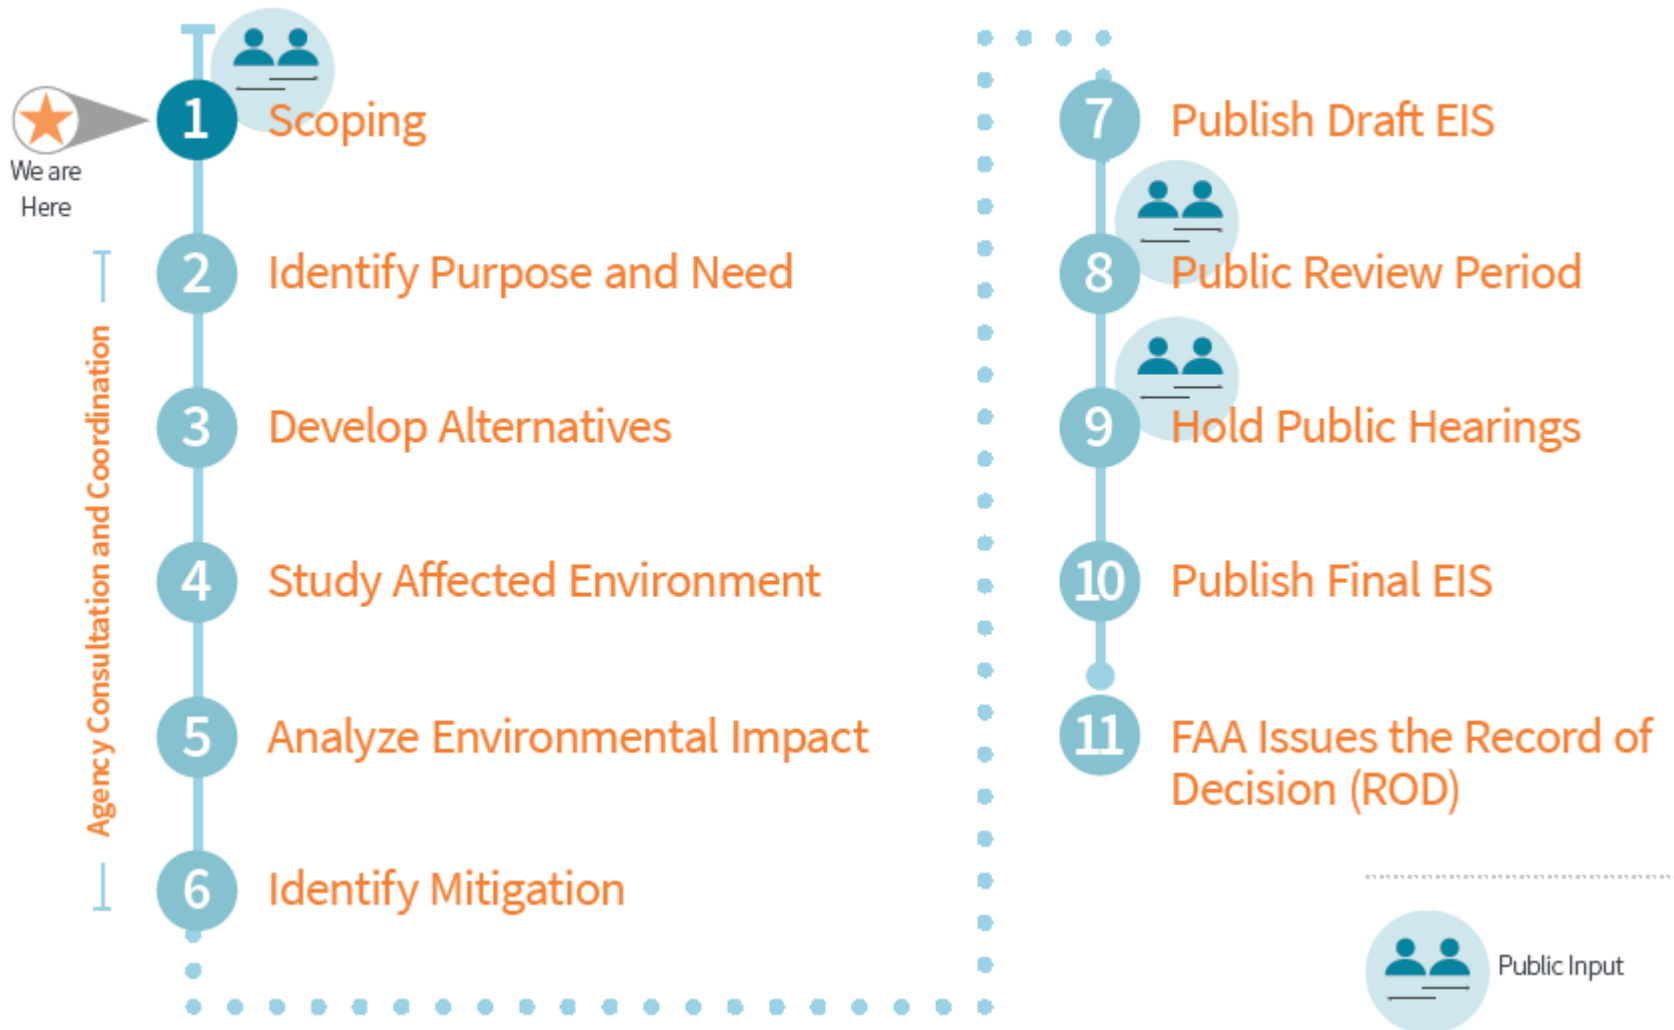 1
Scoping
We are
Here
2
Identify Purpose and Need
3
Develop Alternatives
4
Study Affected Environment
5
Analyze Environmental Impact
6
Identify Mitigation
Agency Consultation and Coordination
7
Publish Draft EIS
8
Public Review Period
9
Hold Public Hearings
10
Publish Final EIS
11
FAA Issues the Record of
Decision (ROD)
Public Input